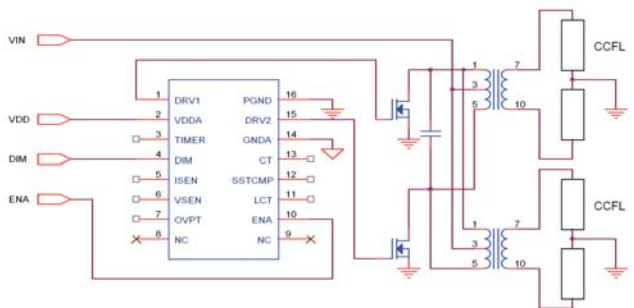 VIN
VDD
DIM
ENA
1 DRV1 PGND 16
2 VDDA DRV2 15
3 TIMER GNDA 14
4 DIM CT 13
5 ISEN SSTCMP 12
6 VSEN LCT 11
7 OVPT ENA 10
8 NC NC 9
1 7
3
5 10
CCFL
1 7
3
5 10
CCFL